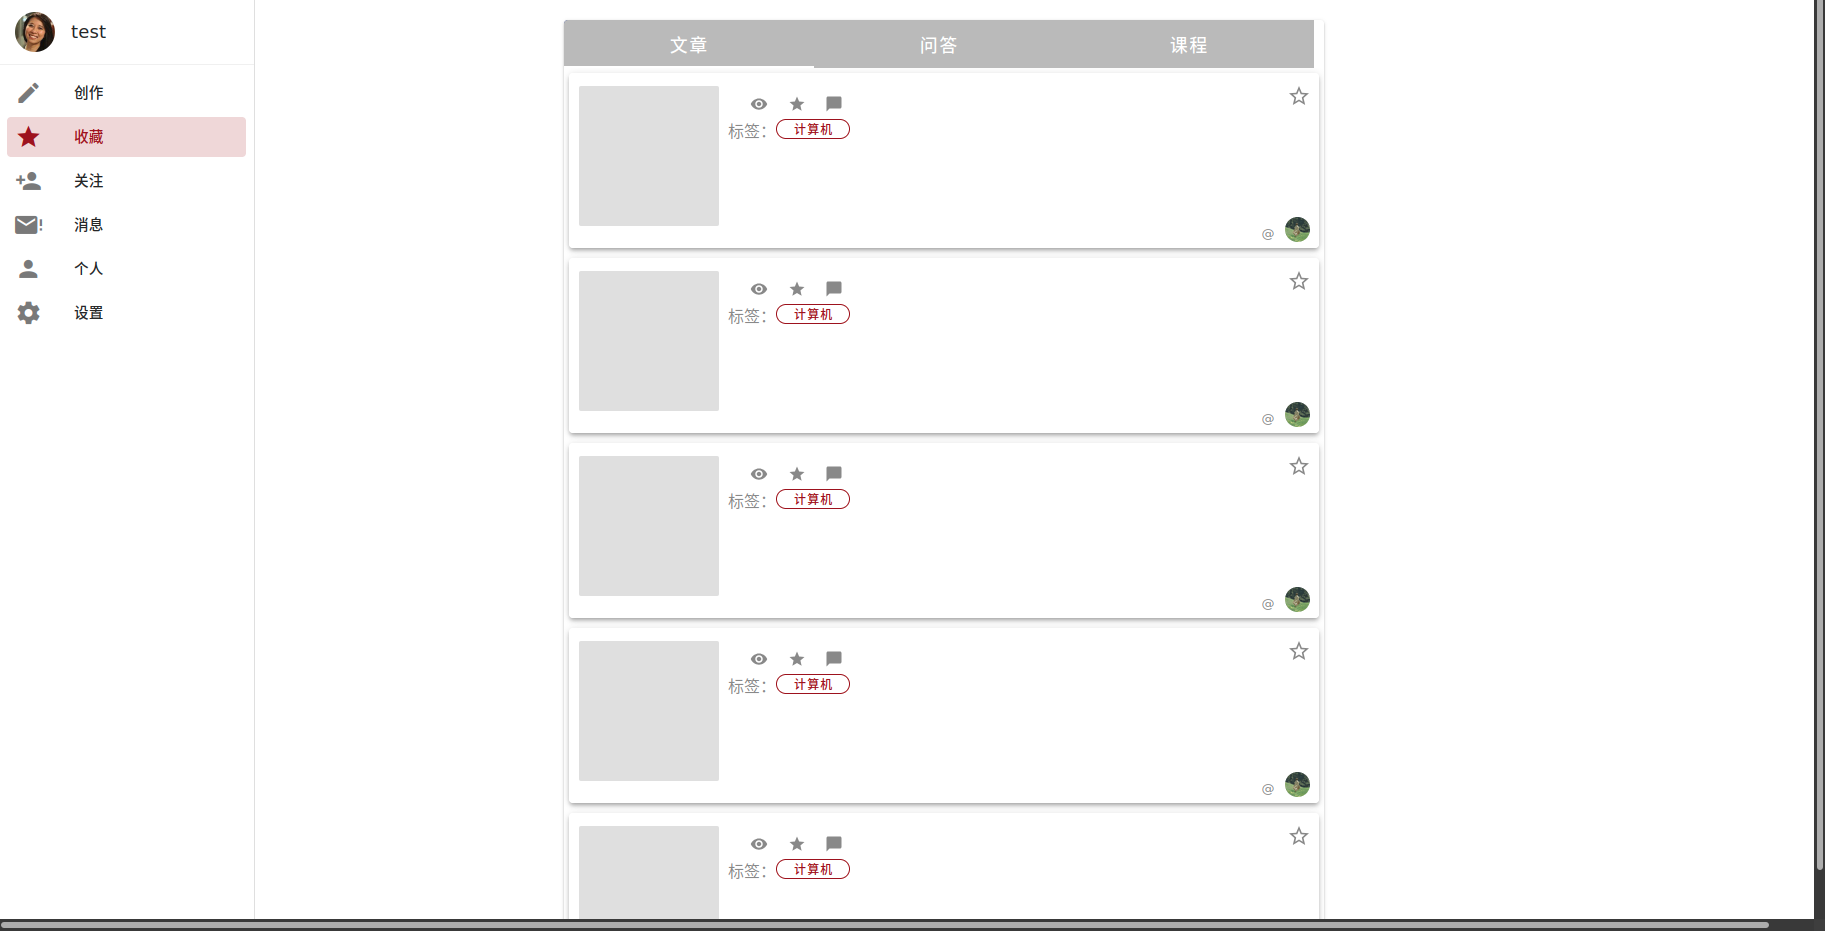 test
创作
收藏
关注
消息
个人
设置
文章 问答 课程
标签： 计算机
@
标签： 计算机
@
标签： 计算机
@
标签： 计算机
@
标签： 计算机